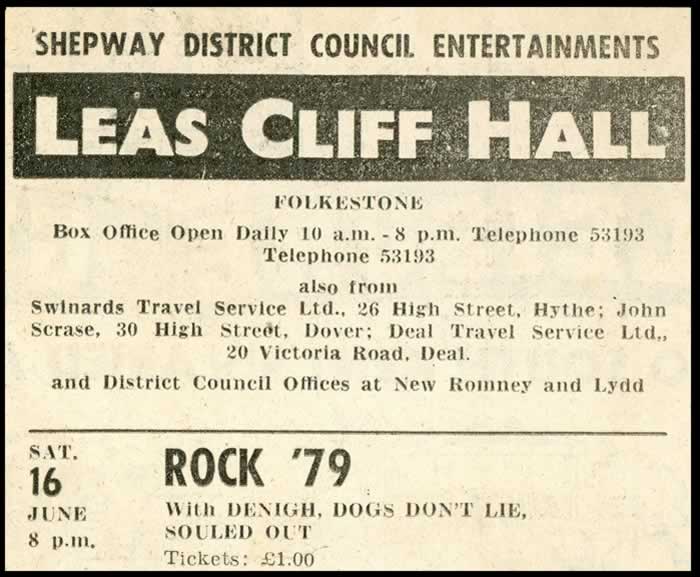 SHEPWAY DISTRICT COUNCIL ENTERTAINMENTS
LEAS CLIFF HALL
FOLKESTONE
Box Office Open Daily 10 a.m. - 8 p.m. Telephone 53193
Telephone 53193
also from
Swinards Travel Service Ltd., 26 High Street, Hythe; John
Scrase, 30 High Street, Dover; Deal Travel Service Ltd.,
20 Victoria Road, Deal.
and District Council Offices at New Romney and Lydd
SAT.
16
JUNE
8 p.m.
ROCK '79
With DENIGH, DOGS DON'T LIE,
SOULED OUT
Tickets: £1.00